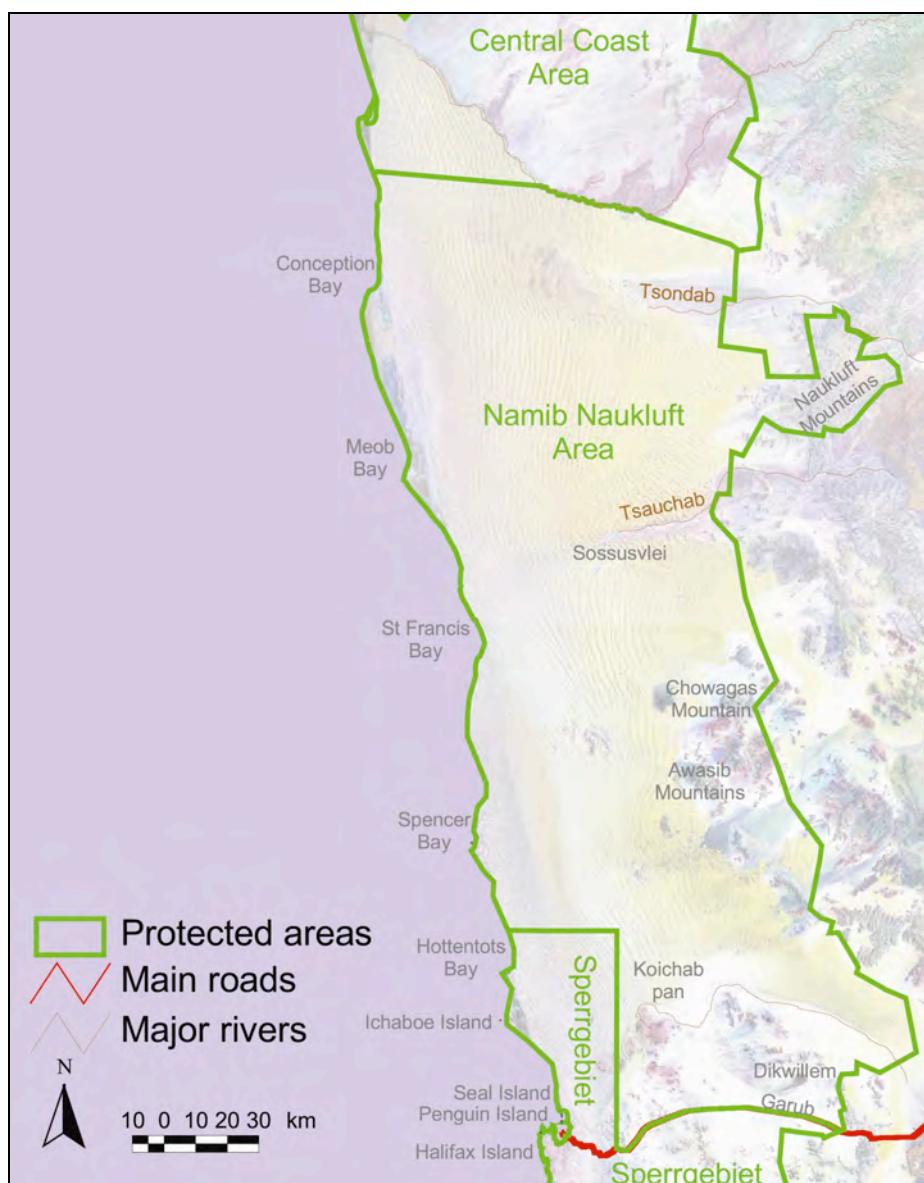 Central Coast
Area
Conception
Bay
Tsondab
Naukluft
Mountains
Namib Naukluft
Area
Meob
Bay
Tsauchab
Sossusvlei
St Francis
Bay
Chowagas
Mountain
Awasib
Mountains
Spencer
Bay
Protected areas
Main roads
Major rivers
N
10 0 10 20 30 km
Hottentots
Bay
Sperrgebiet
Koichab
pan
Ichaboe Island
Dikwillem
Garub
Seal Island
Penguin Island
Halifax Island
Sperrgebiet